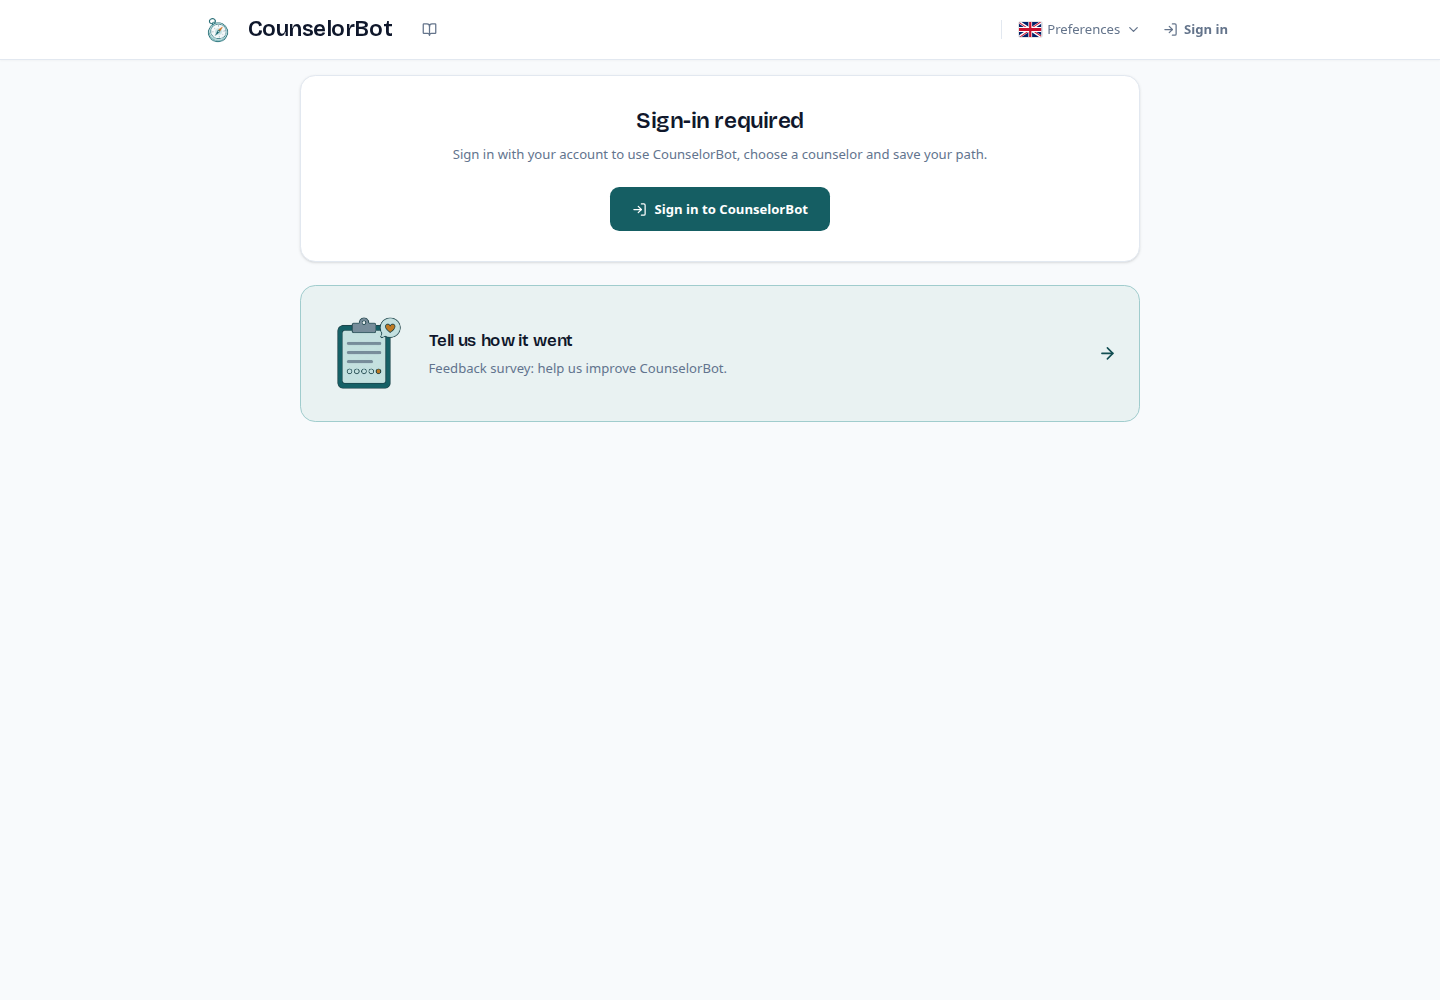 CounselorBot
Preferences
Sign in
Sign-in required
Sign in with your account to use CounselorBot, choose a counselor and save your path.
Sign in to CounselorBot
Tell us how it went
Feedback survey: help us improve CounselorBot.